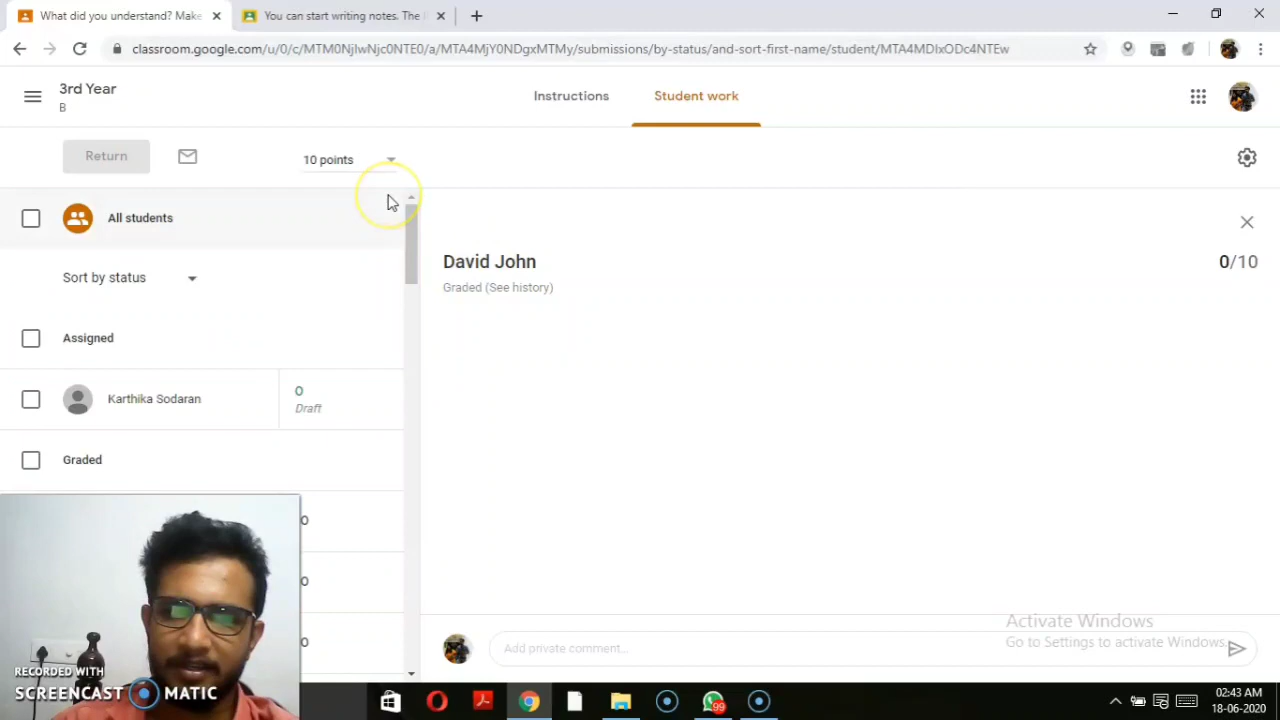 What did you understand? Make
You can start writing notes. The l
classroom.google.com/u/0/c/MTM0NjIwNjc0NTE0/a/MTA4MjY0NDgxMTMy/submissions/by-status/and-sort-first-name/student/MTA4MDIxODc4NTEw
3rd Year
B
Instructions
Student work
Return
10 points
All students
Sort by status
David John
0/10
Graded (See history)
Assigned
Karthika Sodaran
0
Draft
Graded
0
0
0
Add private comment...
Activate Windows
Go to Settings to activate Windows.
RECORDED WITH
SCREENCAST MATIC
99
02:43 AM
18-06-2020